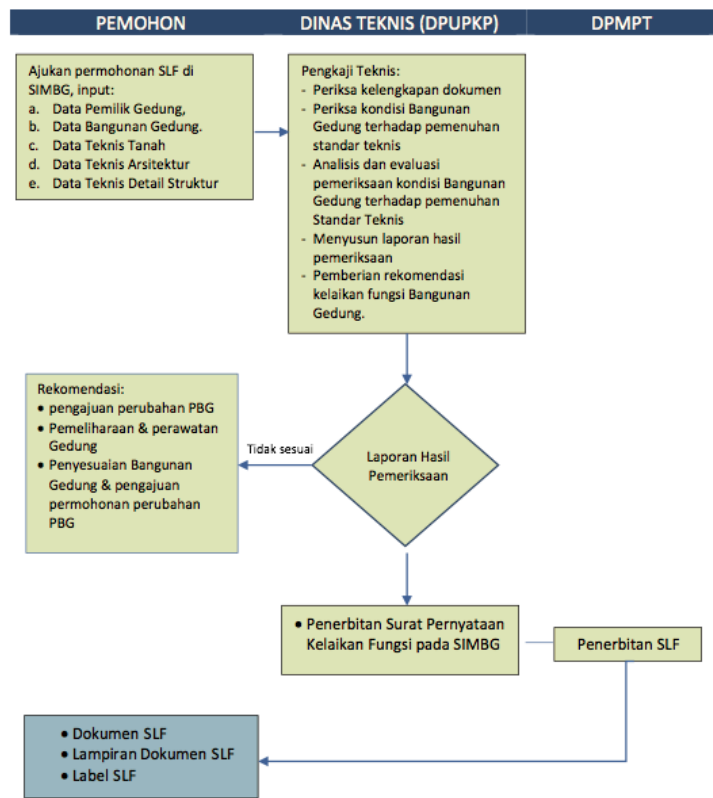 PEMOHON
DINAS TEKNIS (DPUPKP)
DPMPT
Ajukan permohonan SLF di
SIMBG, input:
a. Data Pemilik Gedung,
b. Data Bangunan Gedung.
c. Data Teknis Tanah
d. Data Teknis Arsitektur
e. Data Teknis Detail Struktur
Pengkaji Teknis:
- Periksa kelengkapan dokumen
- Periksa kondisi Bangunan
Gedung terhadap pemenuhan
standar teknis
- Analisis dan evaluasi
pemeriksaan kondisi Bangunan
Gedung terhadap pemenuhan
Standar Teknis
- Menyusun laporan hasil
pemeriksaan
- Pemberian rekomendasi
kelaikan fungsi Bangunan
Gedung.
Rekomendasi:
• pengajuan perubahan PBG
• Pemeliharaan & perawatan
Gedung
• Penyesuaian Bangunan
Gedung & pengajuan
permohonan perubahan
PBG
Tidak sesuai
Laporan Hasil
Pemeriksaan
• Penerbitan Surat Pernyataan
Kelaikan Fungsi pada SIMBG
Penerbitan SLF
• Dokumen SLF
• Lampiran Dokumen SLF
• Label SLF